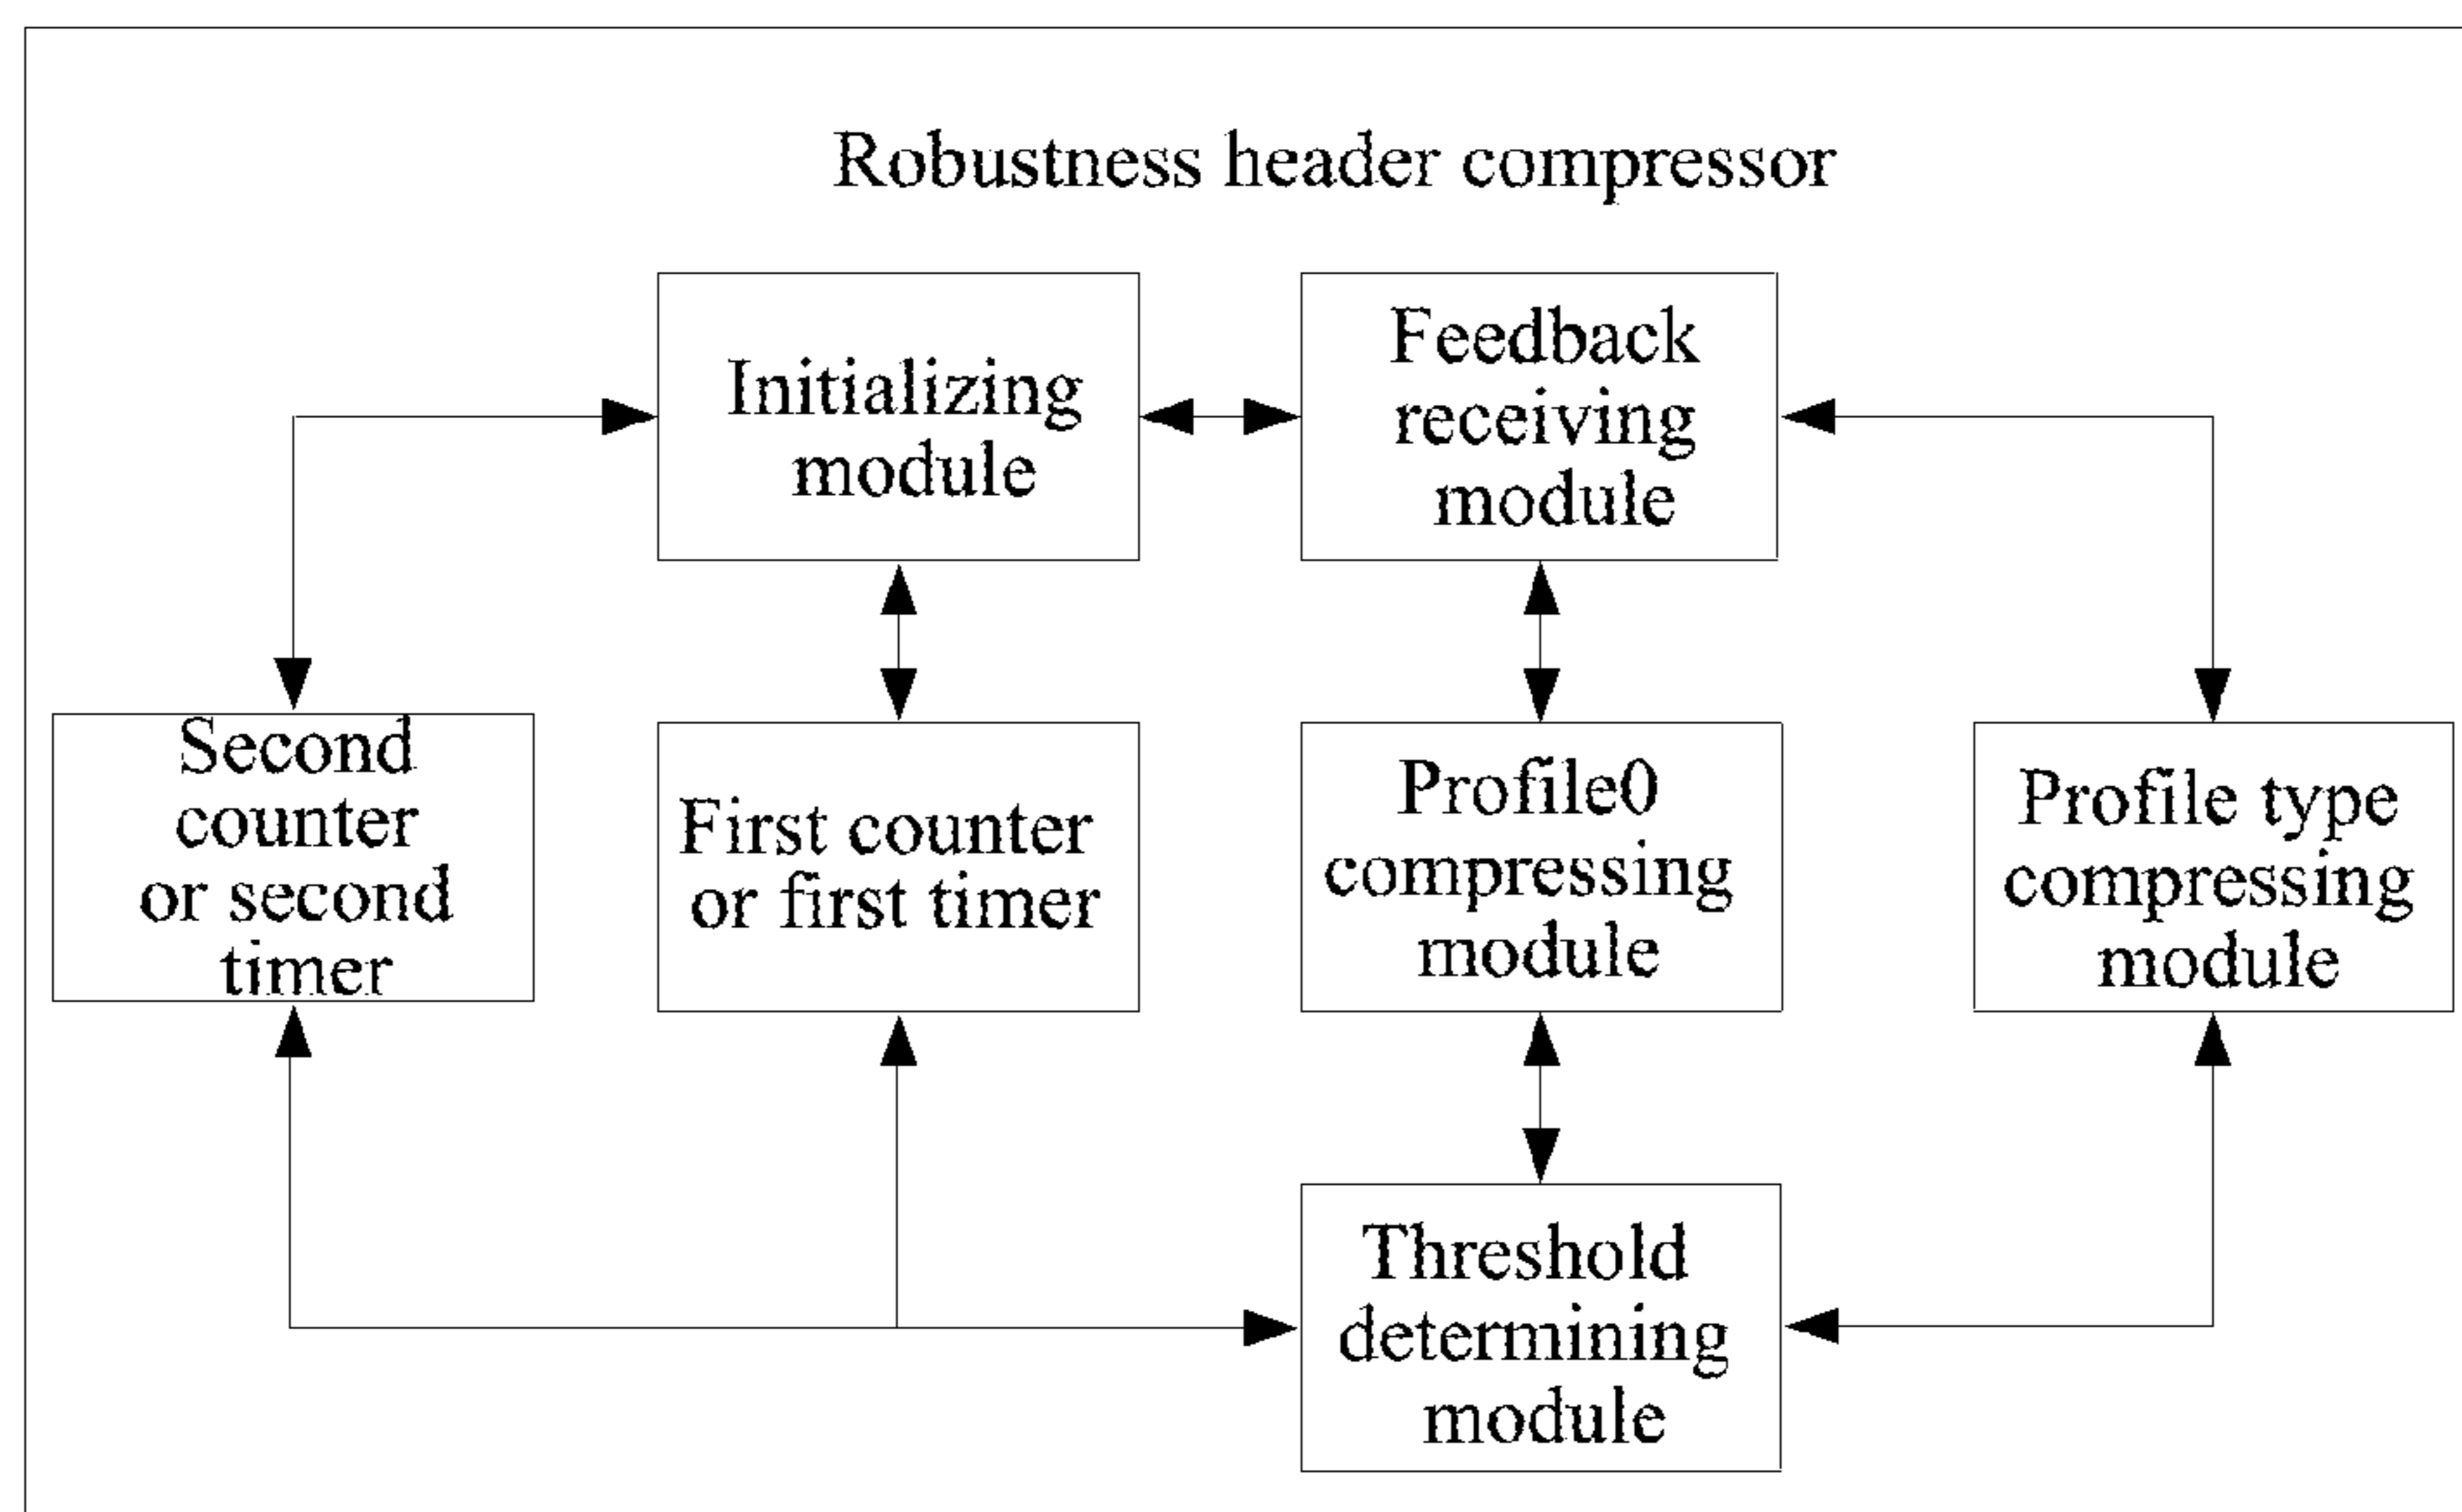 Robustness header compressor
Initializing
module
Feedback
receiving
module
Second
counter
or second
timer
First counter
or first timer
Profile0
compressing
module
Profile type
compressing
module
Threshold
determining
module